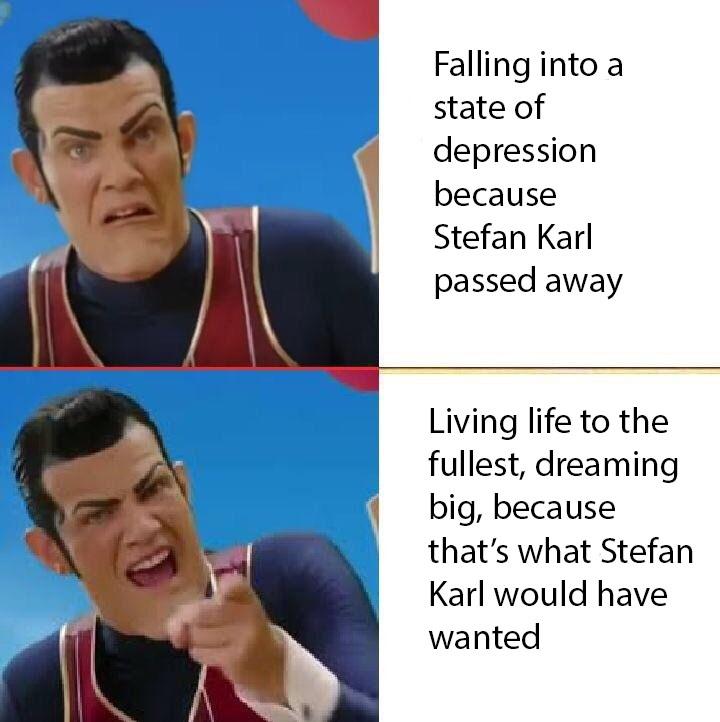 Falling into a
state of
depression
because
Stefan Karl
passed away
Living life to the
fullest, dreaming
big, because
that's what Stefan
Karl would have
wanted